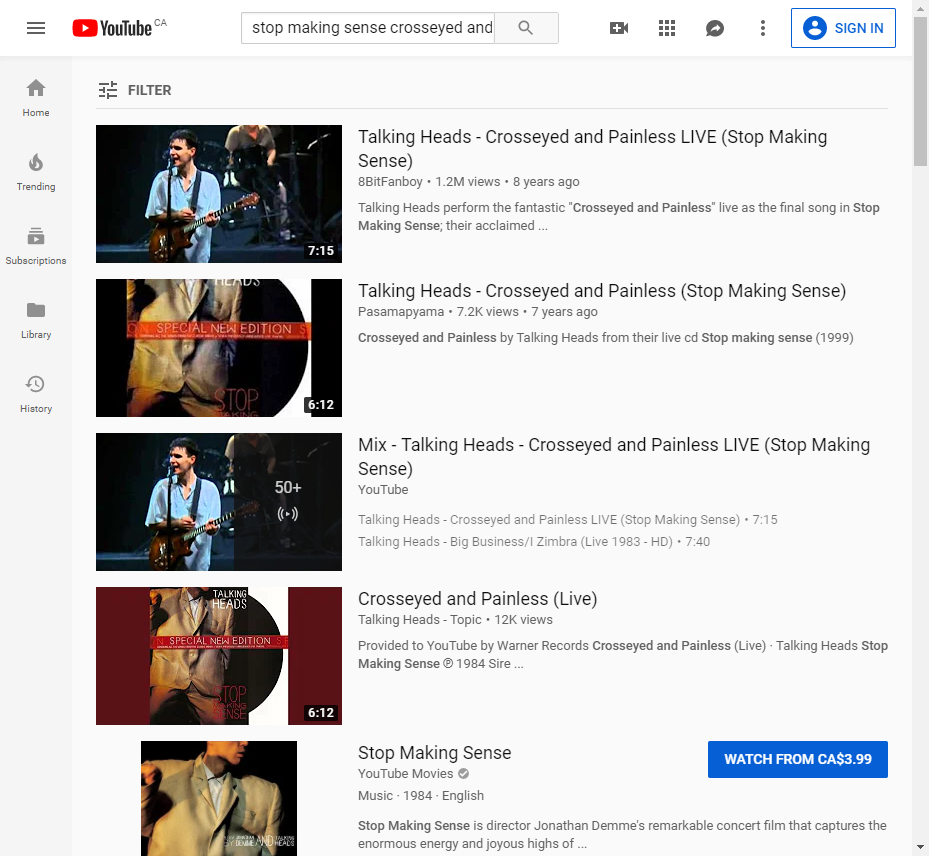 YouTube CA
stop making sense crosseyed and
SIGN IN
Home
Trending
Subscriptions
Library
History
FILTER
7:15
Talking Heads - Crosseyed and Painless LIVE (Stop Making
Sense)
8BitFanboy • 1.2M views • 8 years ago
Talking Heads perform the fantastic "Crosseyed and Painless" live as the final song in Stop
Making Sense; their acclaimed ...
HEADS
SPECIAL NEW EDITION
STOP
MAKING
6:12
Talking Heads - Crosseyed and Painless (Stop Making Sense)
Pasamapyama • 7.2K views • 7 years ago
Crosseyed and Painless by Talking Heads from their live cd Stop making sense (1999)
50+
Mix - Talking Heads - Crosseyed and Painless LIVE (Stop Making
Sense)
YouTube
Talking Heads - Crosseyed and Painless LIVE (Stop Making Sense) • 7:15
Talking Heads - Big Business/I Zimbra (Live 1983 - HD) • 7:40
TALKING
HEADS
SPECIAL NEW EDITION
STOP
MAKING
SENSE
6:12
Crosseyed and Painless (Live)
Talking Heads - Topic • 12K views
Provided to YouTube by Warner Records Crosseyed and Painless (Live) · Talking Heads Stop
Making Sense ℗ 1984 Sire ...
Stop Making Sense
WATCH FROM CA$3.99
YouTube Movies
Music · 1984 · English
Stop Making Sense is director Jonathan Demme's remarkable concert film that captures the
enormous energy and joyous highs of ...